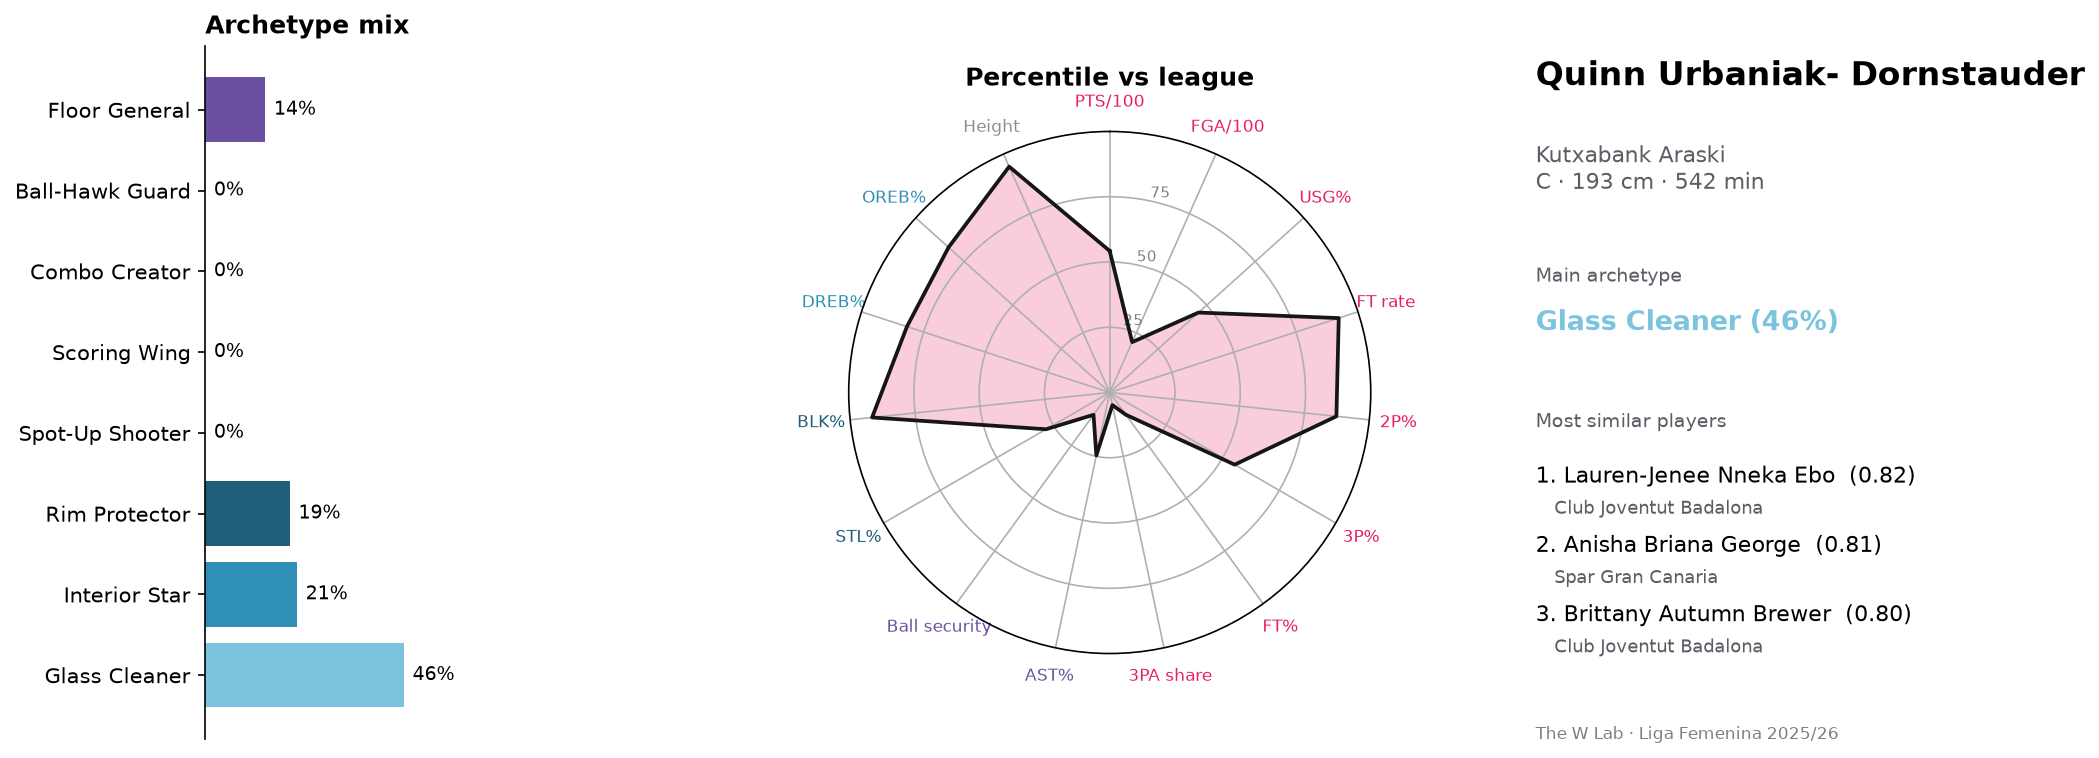 Archetype mix
Floor General
14%
Ball-Hawk Guard
0%
Combo Creator
0%
Scoring Wing
0%
Spot-Up Shooter
0%
Rim Protector
19%
Interior Star
21%
Glass Cleaner
46%
Percentile vs league
PTS/100
FGA/100
USG%
FT rate
2P%
3P%
FT%
3PA share
AST%
Ball security
STL%
BLK%
DREB%
OREB%
Height
75
50
25
Quinn Urbaniak- Dornstauder
Kutxabank Araski
C · 193 cm · 542 min
Main archetype
Glass Cleaner (46%)
Most similar players
1. Lauren-Jenee Nneka Ebo (0.82)
Club Joventut Badalona
2. Anisha Briana George (0.81)
Spar Gran Canaria
3. Brittany Autumn Brewer (0.80)
Club Joventut Badalona
The W Lab · Liga Femenina 2025/26